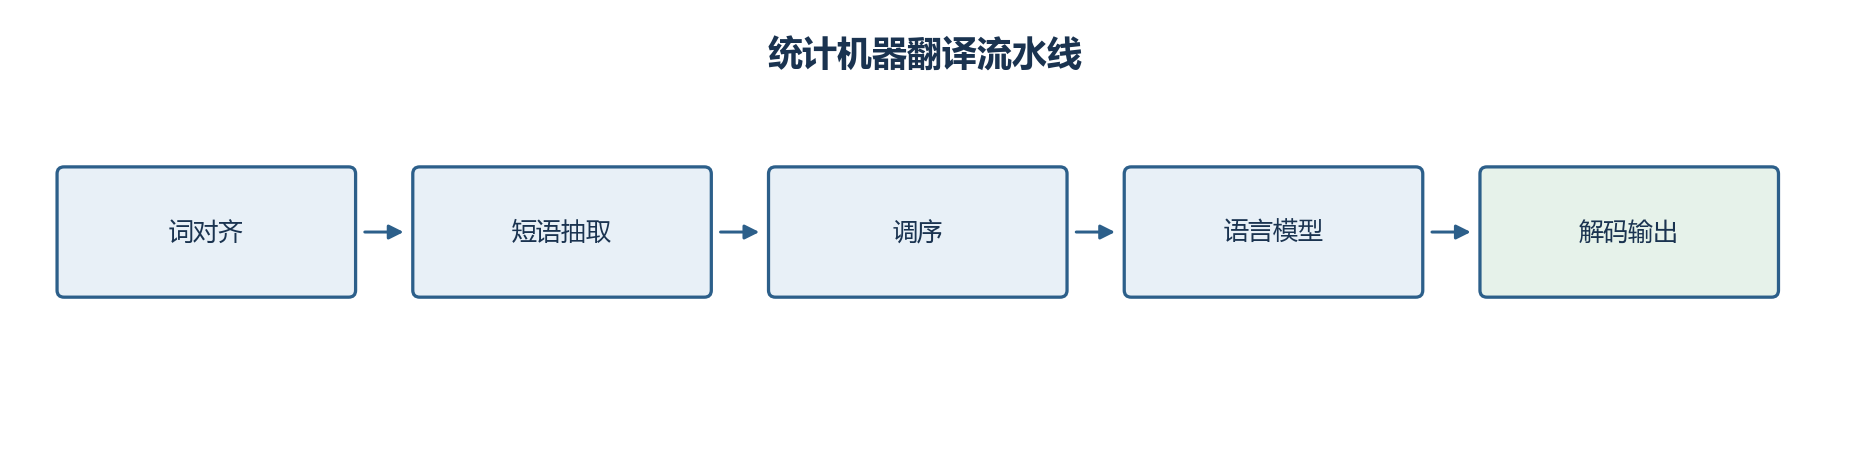 统计机器翻译流水线
词对齐
短语抽取
调序
语言模型
解码输出